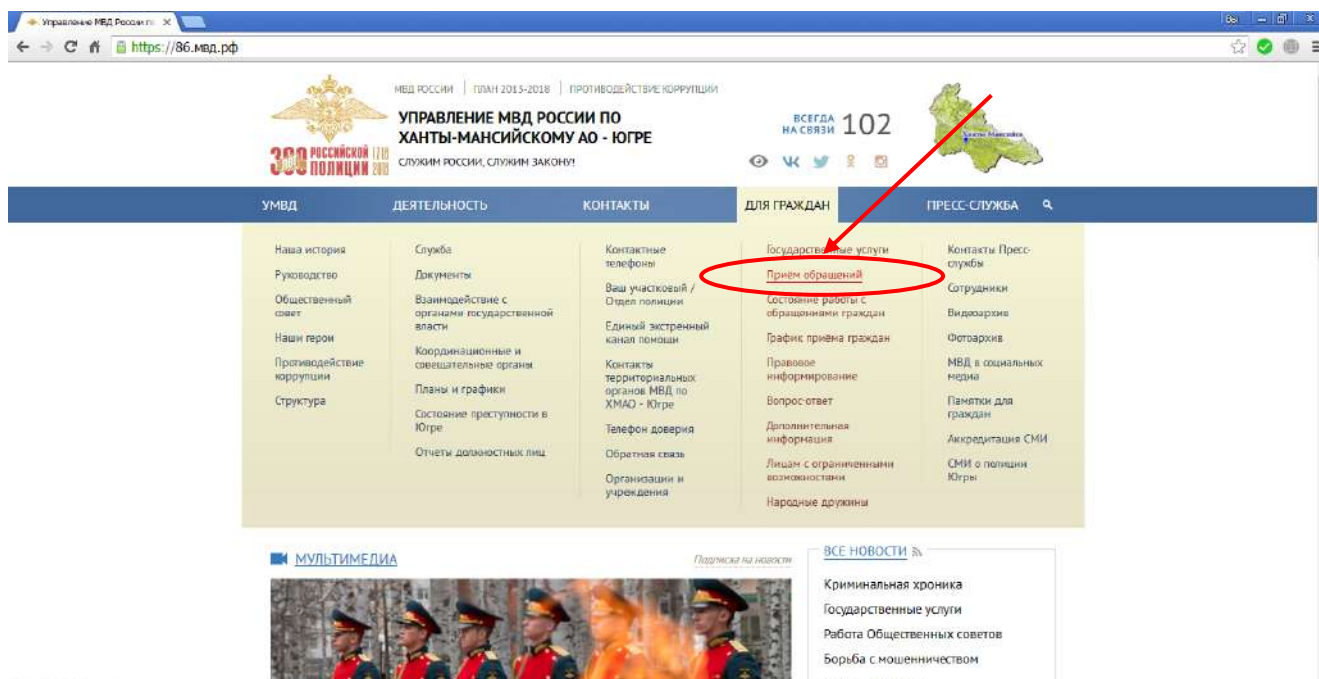 Управление МВД России по
https://86.мвд.рф
МВД РОССИИ
ПЛАН 2013-2018
ПРОТИВОДЕЙСТВИЕ КОРРУПЦИИ
УПРАВЛЕНИЕ МВД РОССИИ ПО
ХАНТЫ-МАНСИЙСКОМУ АО - ЮГРЕ
СЛУЖИМ РОССИИ, СЛУЖИМ ЗАКОНУ!
300 РОССИЙСКОЙ 1718
ПОЛИЦИИ 2018
ВСЕГДА
НА СВЯЗИ 102
Ханты-Мансийск
УМВД
ДЕЯТЕЛЬНОСТЬ
КОНТАКТЫ
ДЛЯ ГРАЖДАН
ПРЕСС-СЛУЖБА
Наша история
Руководство
Общественный
совет
Наши герои
Противодействие
коррупции
Структура
Служба
Документы
Взаимодействие с
органами государственной
власти
Координационные и
совещательные органы
Планы и графики
Состояние преступности в
Югре
Отчеты должностных лиц
Контактные
телефоны
Ваш участковый /
Отдел полиции
Единый экстренный
канал помощи
Контакты
территориальных
органов МВД по
ХМАО - Югре
Телефон доверия
Обратная связь
Организации и
учреждения
Государственные услуги
Прием обращений
Состояние работы с
обращениями граждан
График приёма граждан
Правовое
информирование
Вопрос-ответ
Дополнительная
информация
Лицам с ограниченными
возможностями
Народные дружины
Контакты Пресс-
службы
Сотрудники
Видеоархив
Фотоархив
МВД в социальных
медиа
Памятки для
граждан
Аккредитация СМИ
СМИ о полиции
Югры
МУЛЬТИМЕДИА
Подписка на новости
ВСЕ НОВОСТИ
Криминальная хроника
Государственные услуги
Работа Общественных советов
Борьба с мошенничеством